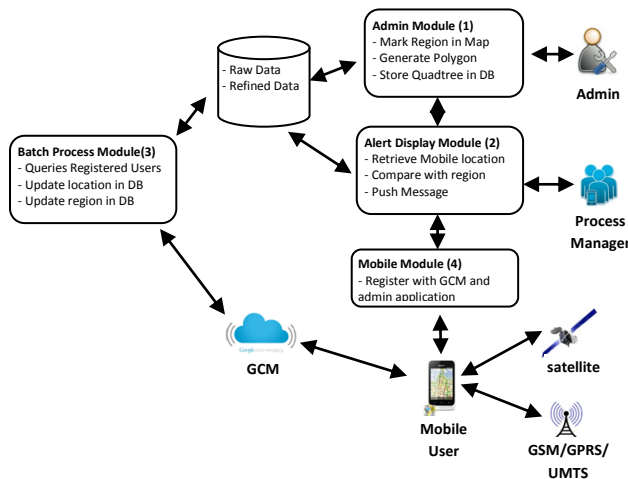 Admin Module (1)
- Mark Region in Map
- Generate Polygon
- Store Quadtree in DB
Admin
- Raw Data
- Refined Data
Alert Display Module (2)
- Retrieve Mobile location
- Compare with region
- Push Message
Process
Manager
Batch Process Module(3)
- Queries Registered Users
- Update location in DB
- Update region in DB
Mobile Module (4)
- Register with GCM and
admin application
GCM
satellite
Mobile
User
GSM/GPRS/
UMTS